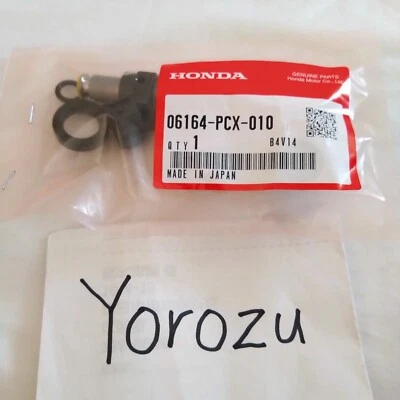 HONDA
GENUINE PARTS
Honda Motor Co., Ltd.
06164-PCX-010
QTY 1 B4V14
MADE IN JAPAN
Yorozu